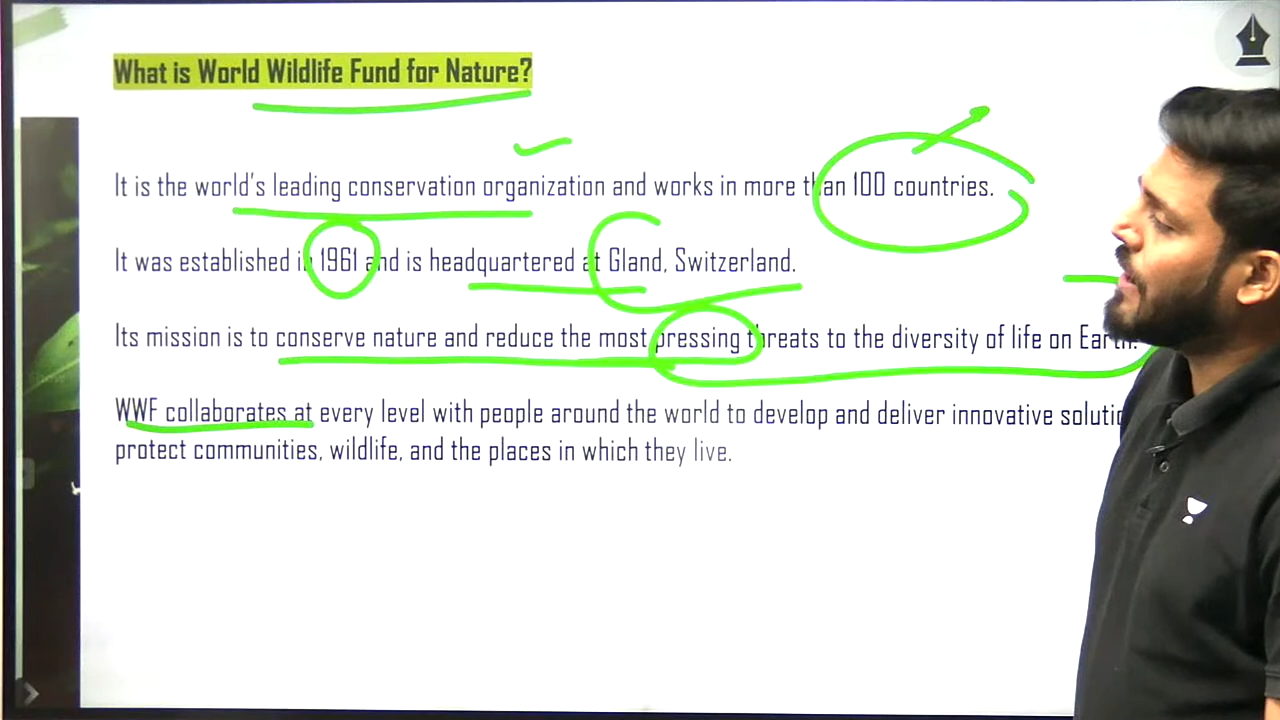 What is World Wildlife Fund for Nature?
It is the world's leading conservation organization and works in more than 100 countries.
It was established in 1961 and is headquartered at Gland, Switzerland.
Its mission is to conserve nature and reduce the most pressing threats to the diversity of life on Earth.
WWF collaborates at every level with people around the world to develop and deliver innovative
protect communities, wildlife, and the places in which they live.